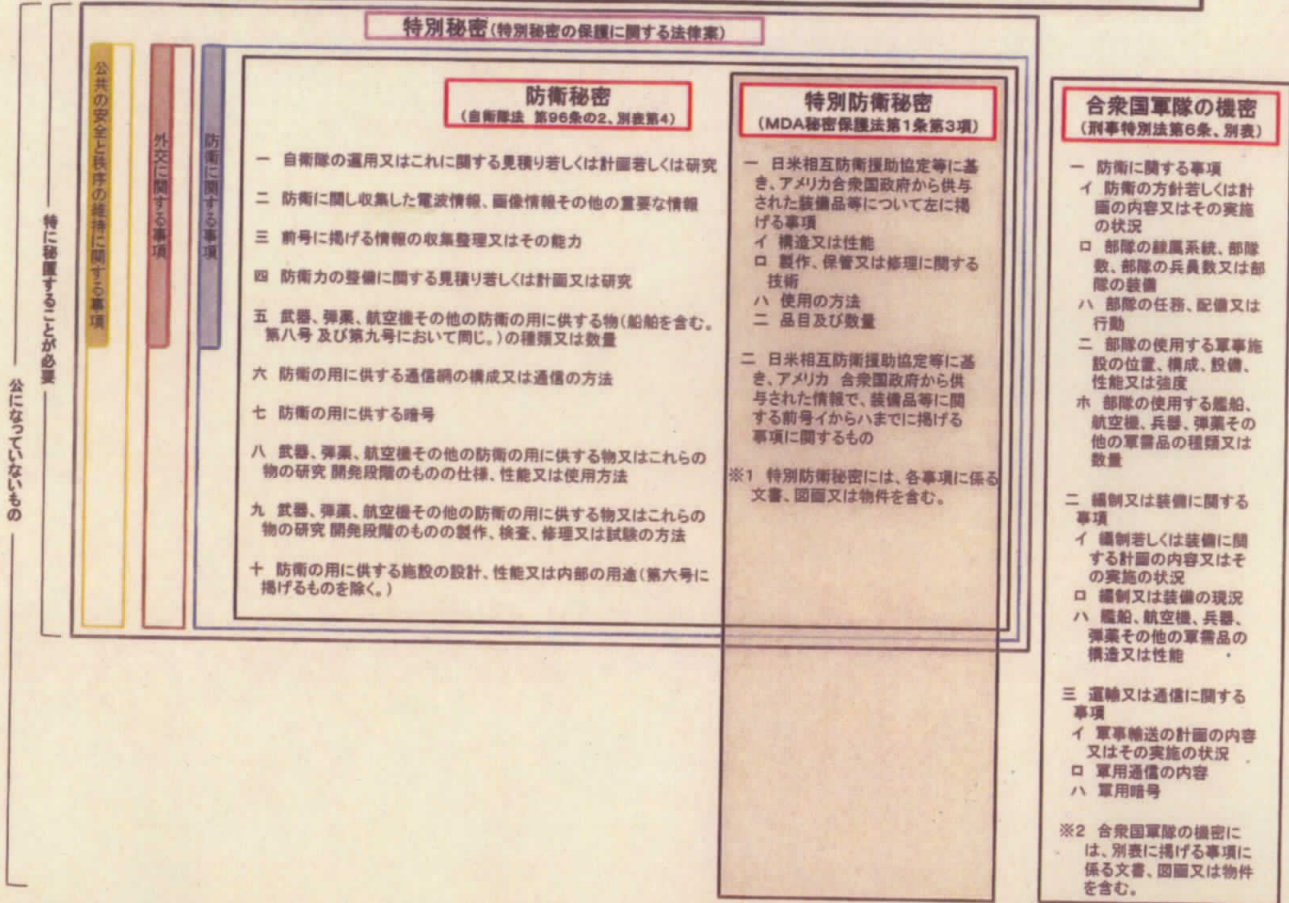 特別秘密(特別秘密の保護に関する法律案)
公になっていないもの
特に秘匿することが必要
公共の安全と秩序の維持に関する事項
外交に関する事項
防衛に関する事項
防衛秘密
(自衛隊法 第96条の2、別表第4)
一 自衛隊の運用又はこれに関する見積り若しくは計画若しくは研究
二 防衛に関し収集した電波情報、画像情報その他の重要な情報
三 前号に掲げる情報の収集整理又はその能力
四 防衛力の整備に関する見積り若しくは計画又は研究
五 武器、弾薬、航空機その他の防衛の用に供する物(船舶を含む。
第八号 及び第九号において同じ。)の種類又は数量
六 防衛の用に供する通信網の構成又は通信の方法
七 防衛の用に供する暗号
八 武器、弾薬、航空機その他の防衛の用に供する物又はこれらの
物の研究 開発段階のものの仕様、性能又は使用方法
九 武器、弾薬、航空機その他の防衛の用に供する物又はこれらの
物の研究 開発段階のものの製作、検査、修理又は試験の方法
十 防衛の用に供する施設の設計、性能又は内部の用途(第六号に
掲げるものを除く。)
特別防衛秘密
(MDA秘密保護法第1条第3項)
一 日米相互防衛援助協定等に基
き、アメリカ合衆国政府から供与
された装備品等について左に掲
げる事項
イ 構造又は性能
ロ 製作、保管又は修理に関する
技術
ハ 使用の方法
ニ 品目及び数量
二 日米相互防衛援助協定等に基
き、アメリカ 合衆国政府から供
与された情報で、装備品等に関
する前号イからハまでに掲げる
事項に関するもの
※1 特別防衛秘密には、各事項に係る
文書、図画又は物件を含む。
合衆国軍隊の機密
(刑事特別法第6条、別表)
一 防衛に関する事項
イ 防衛の方針若しくは計
画の内容又はその実施
の状況
ロ 部隊の隷属系統、部隊
数、部隊の兵員数又は部
隊の装備
ハ 部隊の任務、配備又は
行動
ニ 部隊の使用する軍事施
設の位置、構成、設備、
性能又は強度
ホ 部隊の使用する艦船、
航空機、兵器、弾薬その
他の軍需品の種類又は
数量
二 編制又は装備に関する
事項
イ 編制若しくは装備に関
する計画の内容又はそ
の実施の状況
ロ 編制又は装備の現況
ハ 艦船、航空機、兵器、
弾薬その他の軍需品の
構造又は性能
三 運輸又は通信に関する
事項
イ 軍事輸送の計画の内容
又はその実施の状況
ロ 軍用通信の内容
ハ 軍用暗号
※2 合衆国軍隊の機密に
は、別表に掲げる事項に
係る文書、図画又は物件
を含む。